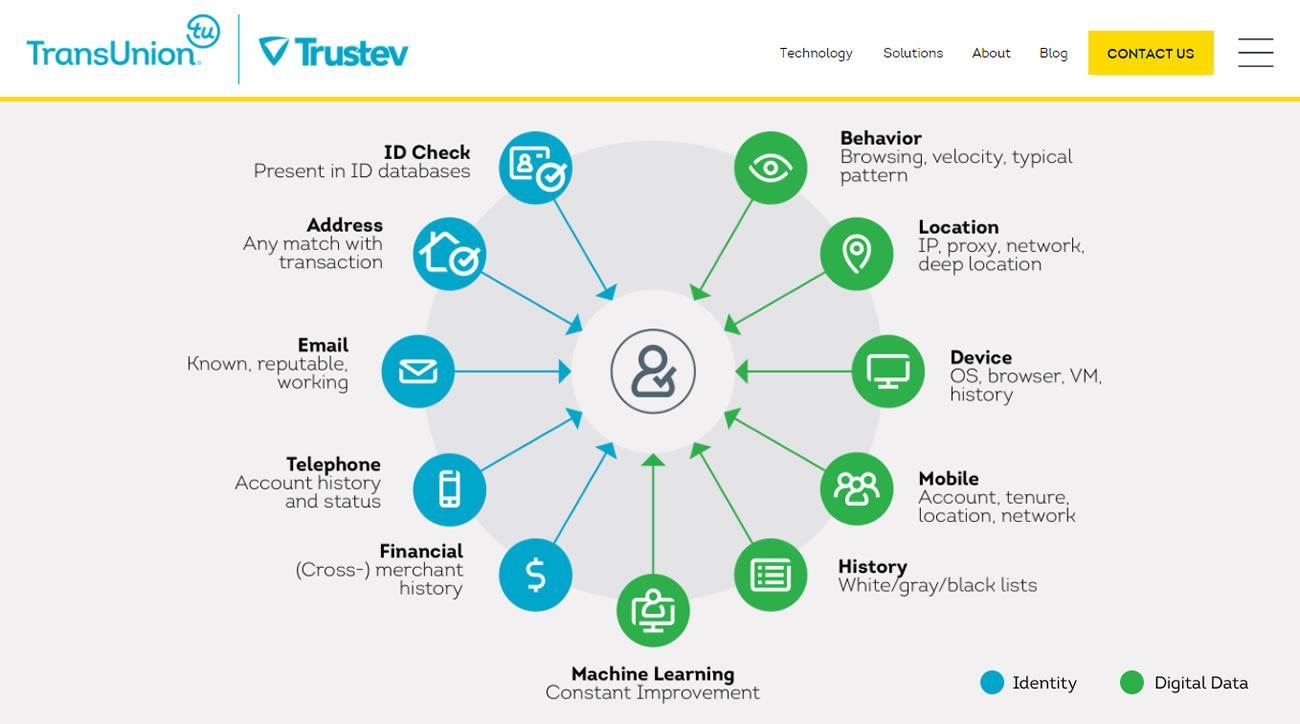 TransUnion
tu
Trustev
Technology
Solutions
About
Blog
CONTACT US
ID Check
Present in ID databases
Address
Any match with
transaction
Email
Known, reputable,
working
Telephone
Account history
and status
Financial
(Cross-) merchant
history
Machine Learning
Constant Improvement
Behavior
Browsing, velocity, typical
pattern
Location
IP, proxy, network,
deep location
Device
OS, browser, VM,
history
Mobile
Account, tenure,
location, network
History
White/gray/black lists
Identity
Digital Data